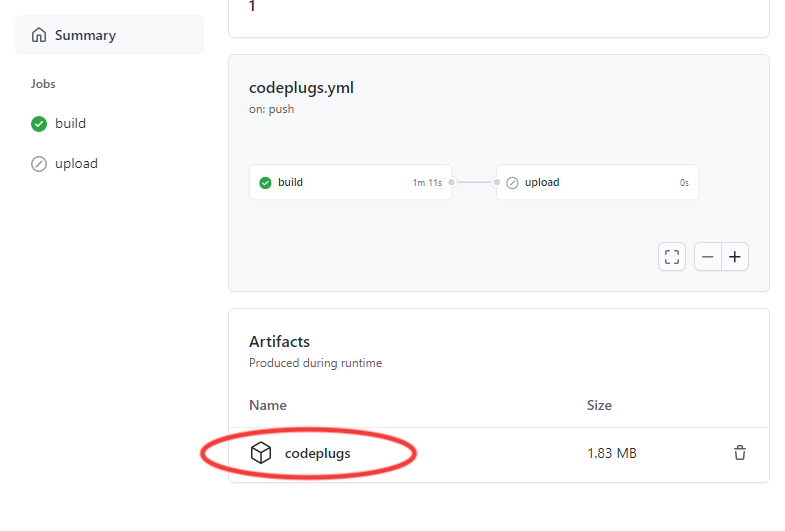 1
Summary
Jobs
build
upload
codeplugs.yml
on: push
build 1m 11s
upload 0s
Artifacts
Produced during runtime
Name Size
codeplugs 1.83 MB